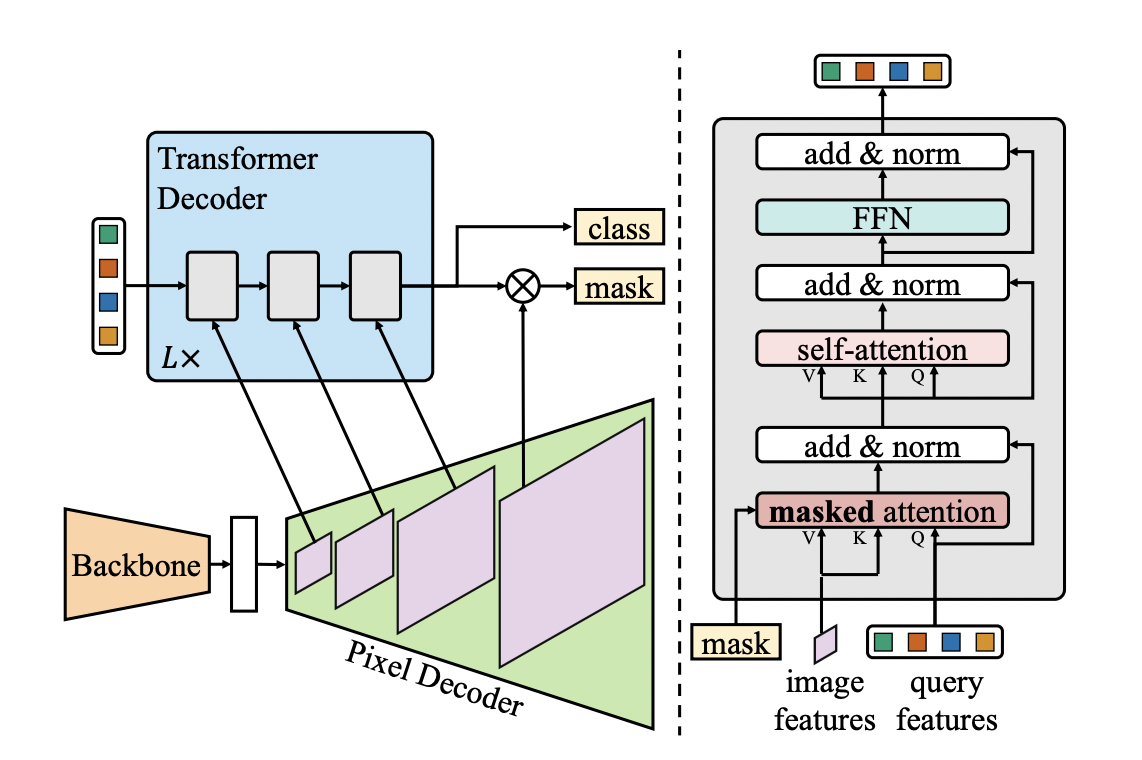 Transformer
Decoder
L×
class
mask
Backbone
Pixel Decoder
add & norm
FFN
add & norm
self-attention
V K Q
add & norm
masked attention
V K Q
mask
image
features
query
features